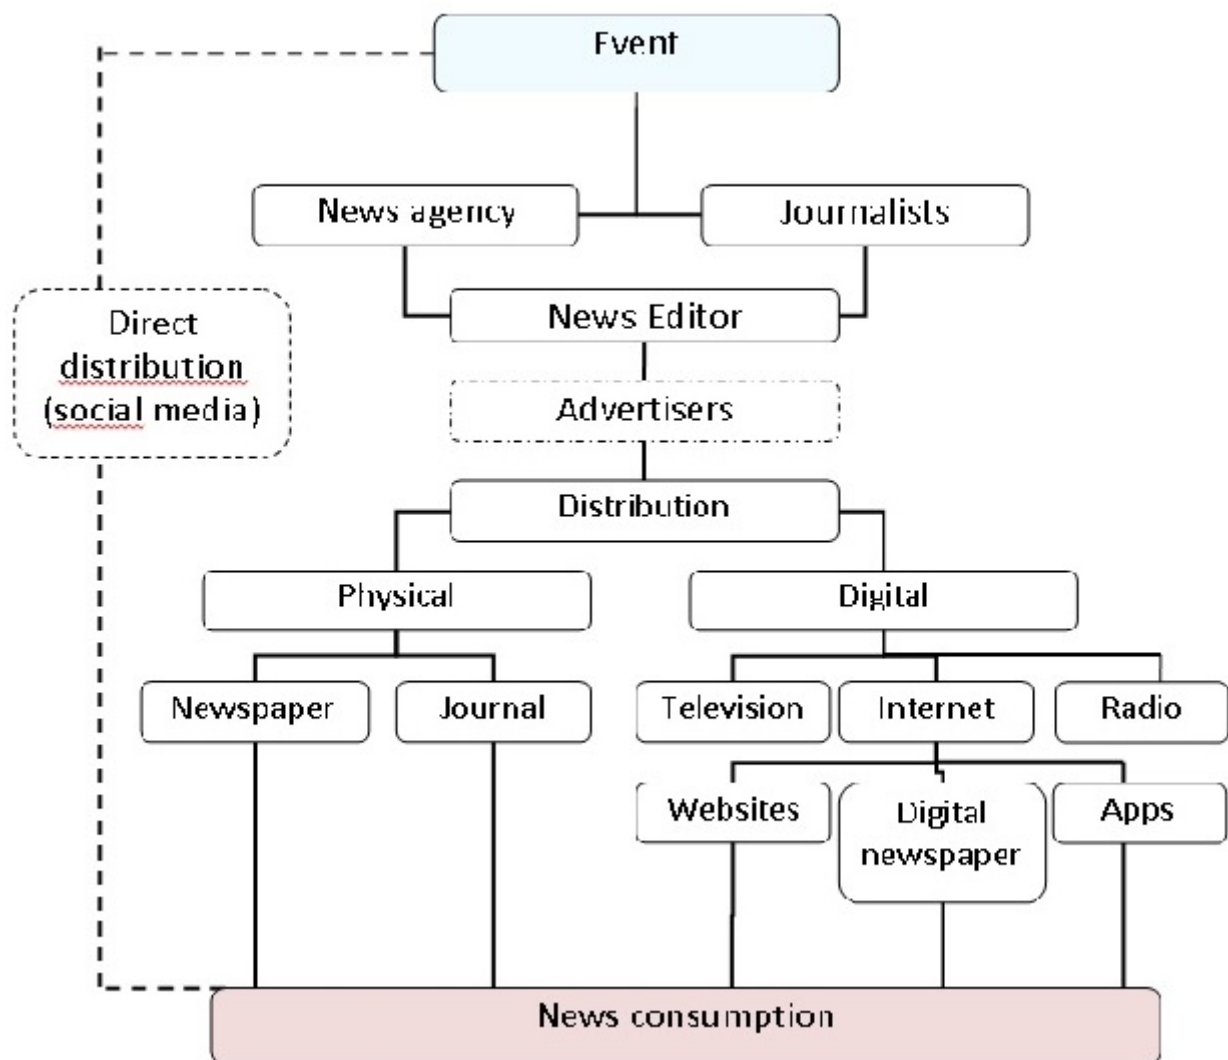 Event
News agency
Journalists
News Editor
Direct
distribution
(social media)
Advertisers
Distribution
Physical
Digital
Newspaper
Journal
Television
Internet
Radio
Websites
Digital
newspaper
Apps
News consumption